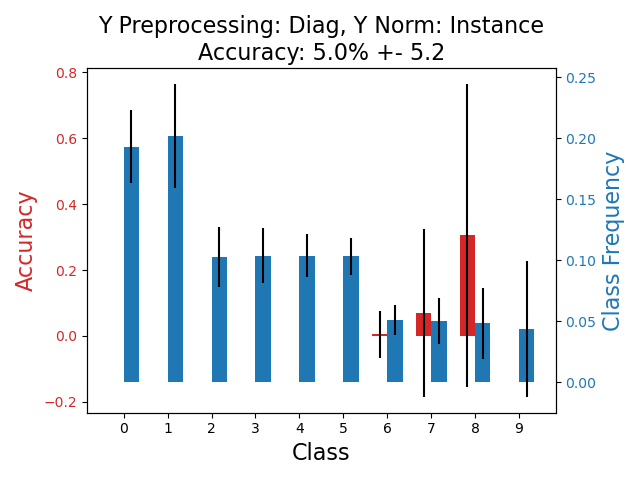 Y Preprocessing: Diag, Y Norm: Instance
Accuracy: 5.0% +- 5.2
0.8
0.6
0.4
0.2
0.0
−0.2
Accuracy
0.25
0.20
0.15
0.10
0.05
0.00
Class Frequency
0 1 2 3 4 5 6 7 8 9
Class